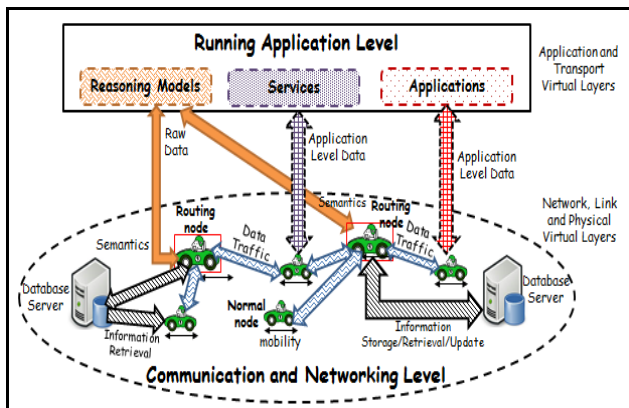 Running Application Level
Reasoning Models
Services
Applications
Application and
Transport
Virtual Layers
Raw
Data
Application
Level Data
Application
Level Data
Semantics
Routing
node
Routing
node
Network, Link
and Physical
Virtual Layers
Semantics
Data
Traffic
Data
Traffic
Database
Server
Database
Server
Normal
node
mobility
Information
Retrieval
Information
Storage/Retrieval/Update
Communication and Networking Level